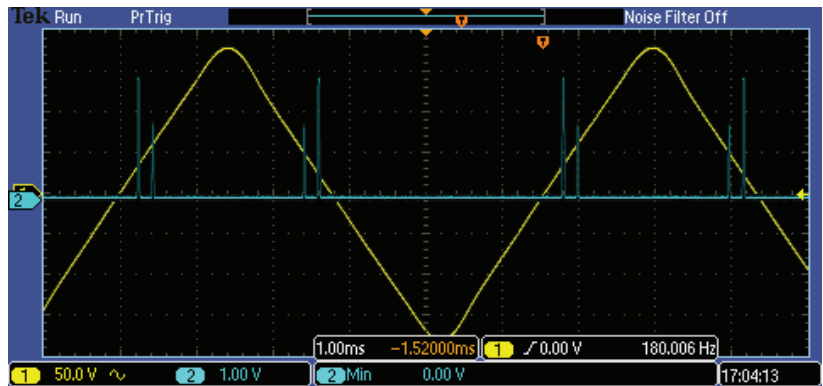 Tek Run PrTrig Noise Filter Off
T
T
2
1.00ms -1.52000ms 1 0.00 V 180.006 Hz
1 50.0 V 2 1.00 V 2 Min 0.00 V 17:04:13